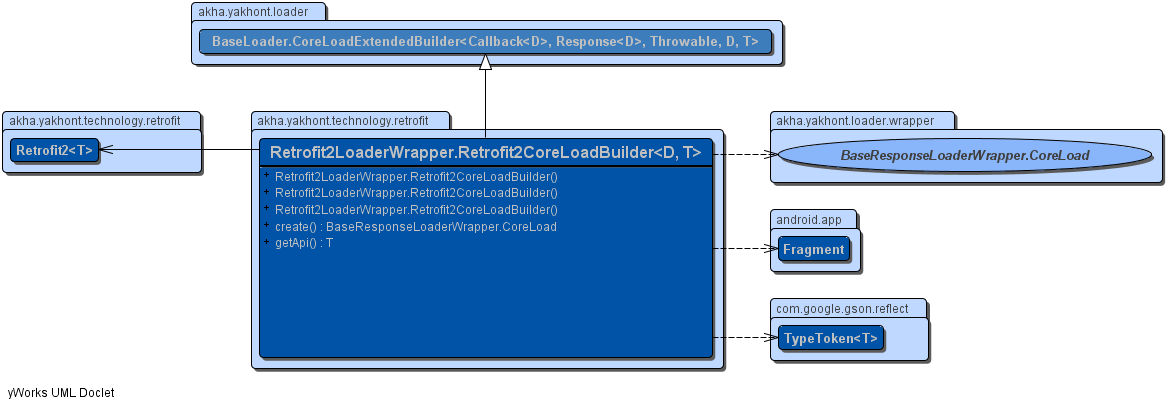 akha.yakhont.loader
BaseLoader.CoreLoadExtendedBuilder<Callback<D>, Response<D>, Throwable, D, T>
akha.yakhont.technology.retrofit
Retrofit2<T>
akha.yakhont.technology.retrofit
Retrofit2LoaderWrapper.Retrofit2CoreLoadBuilder<D, T>
+ Retrofit2LoaderWrapper.Retrofit2CoreLoadBuilder()
+ Retrofit2LoaderWrapper.Retrofit2CoreLoadBuilder()
+ Retrofit2LoaderWrapper.Retrofit2CoreLoadBuilder()
+ create() : BaseResponseLoaderWrapper.CoreLoad
+ getApi() : T
akha.yakhont.loader.wrapper
BaseResponseLoaderWrapper.CoreLoad
android.app
Fragment
com.google.gson.reflect
TypeToken<T>
yWorks UML Doclet